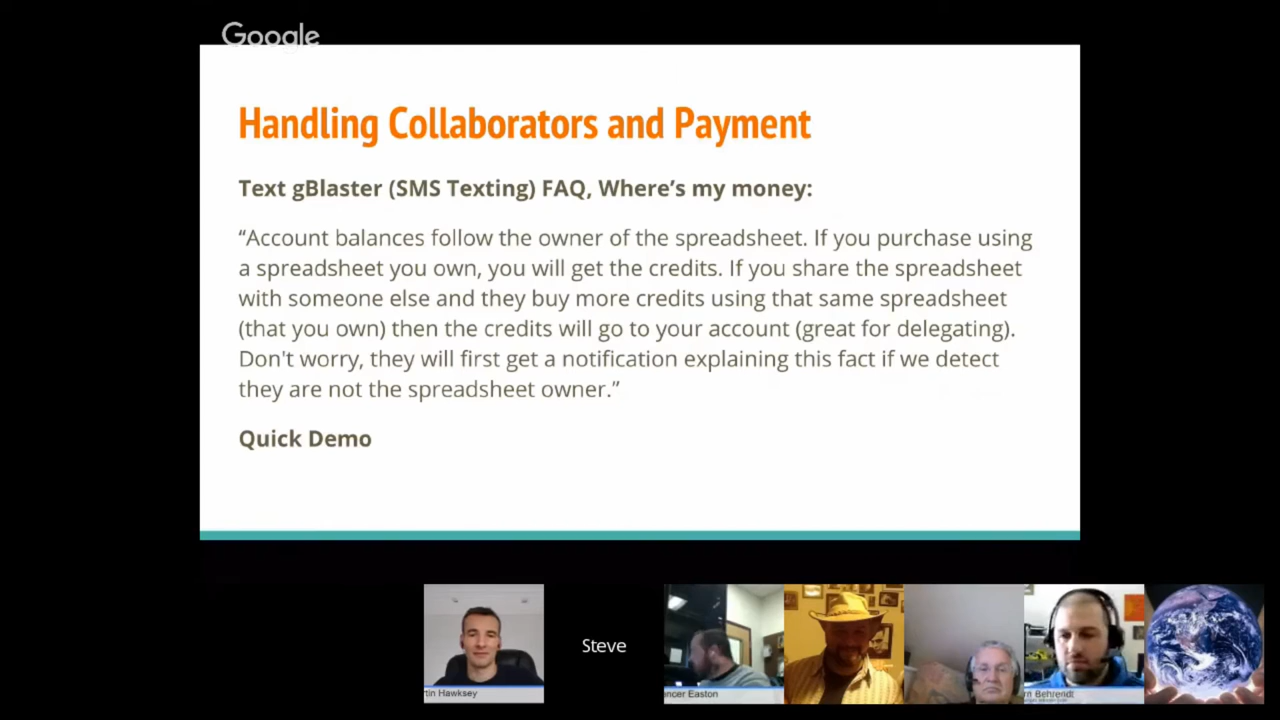 Google
Handling Collaborators and Payment
Text gBlaster (SMS Texting) FAQ, Where's my money:
“Account balances follow the owner of the spreadsheet. If you purchase using
a spreadsheet you own, you will get the credits. If you share the spreadsheet
with someone else and they buy more credits using that same spreadsheet
(that you own) then the credits will go to your account (great for delegating).
Don't worry, they will first get a notification explaining this fact if we detect
they are not the spreadsheet owner.”
Quick Demo
Steve
tin Hawksey
encer Easton
Behrendt